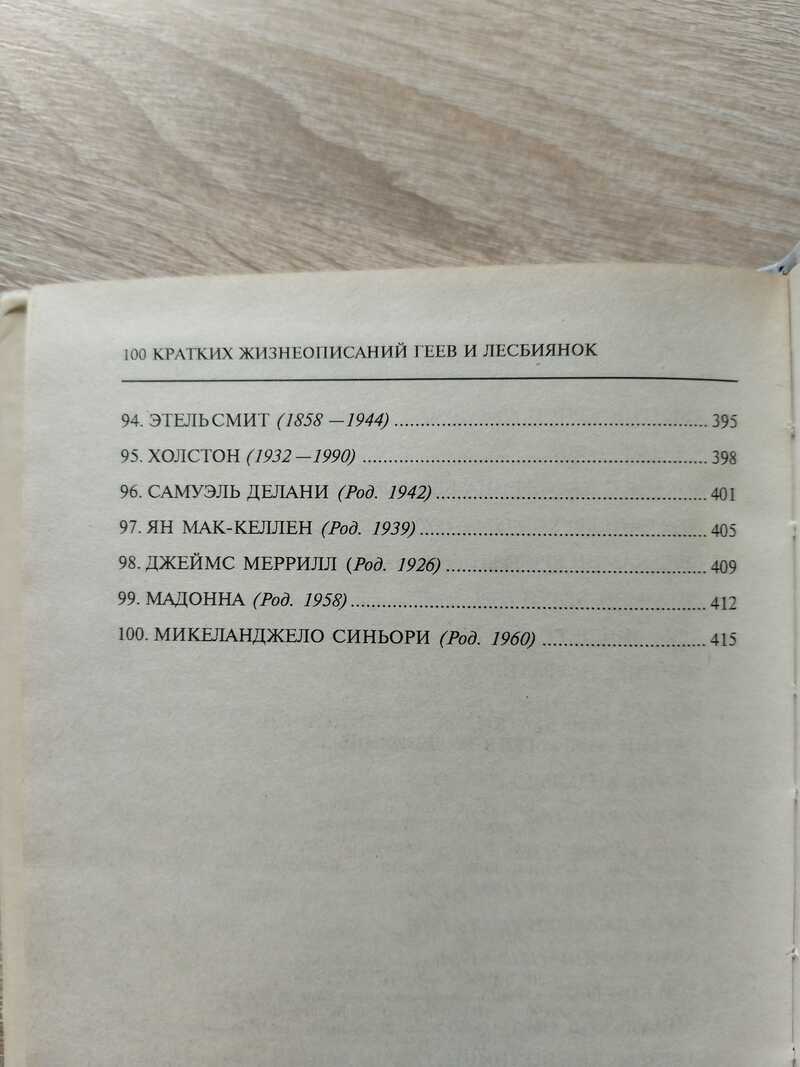 100 КРАТКИХ ЖИЗНЕОПИСАНИЙ ГЕЕВ И ЛЕСБИЯНОК
94. ЭТЕЛЬ СМИТ (1858 — 1944) 395
95. ХОЛСТОН (1932 — 1990) 398
96. САМУЭЛЬ ДЕЛАНИ (Род. 1942) 401
97. ЯН МАК-КЕЛЛЕН (Род. 1939) 405
98. ДЖЕЙМС МЕРРИЛЛ (Род. 1926) 409
99. МАДОННА (Род. 1958) 412
100. МИКЕЛАНДЖЕЛО СИНЬОРИ (Род. 1960) 415